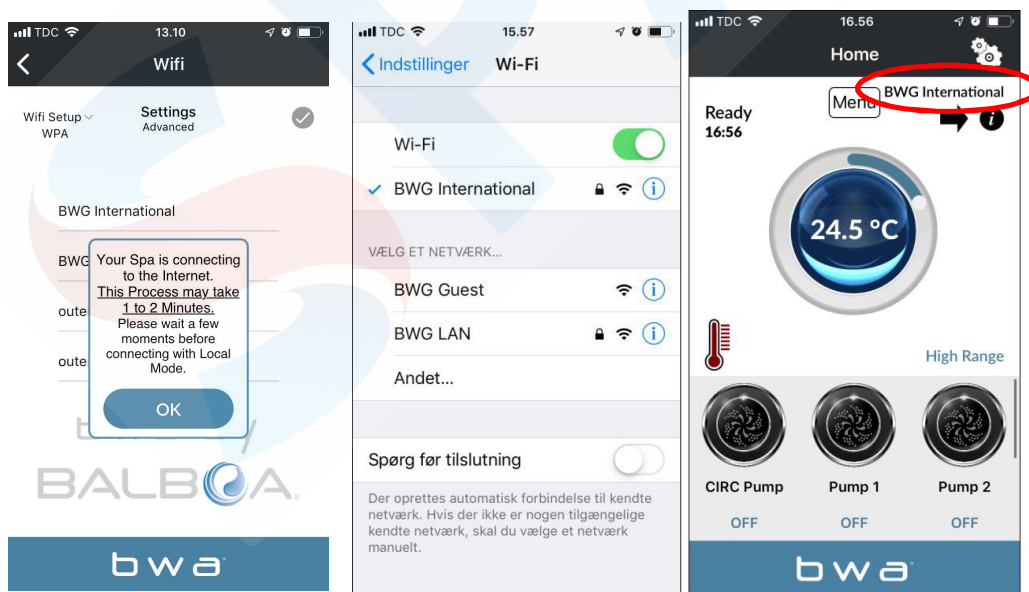 TDC 13.10
Wifi
Wifi Setup
WPA
Settings
Advanced
BWG International
BWG
oute
oute
Your Spa is connecting
to the Internet.
This Process may take
1 to 2 Minutes.
Please wait a few
moments before
connecting with Local
Mode.
OK
by
BALBOA.
bwa
TDC 15.57
Indstillinger Wi-Fi
Wi-Fi
BWG International
VÆLG ET NETVÆRK...
BWG Guest
BWG LAN
Andet...
Spørg før tilslutning
Der oprettes automatisk forbindelse til kendte
netværk. Hvis der ikke er nogen tilgængelige
kendte netværk, skal du vælge et netværk
manuelt.
TDC 16.56
Home
BWG International
Menu
Ready
16:56
24.5 °C
High Range
CIRC Pump Pump 1 Pump 2
OFF OFF OFF
bwa